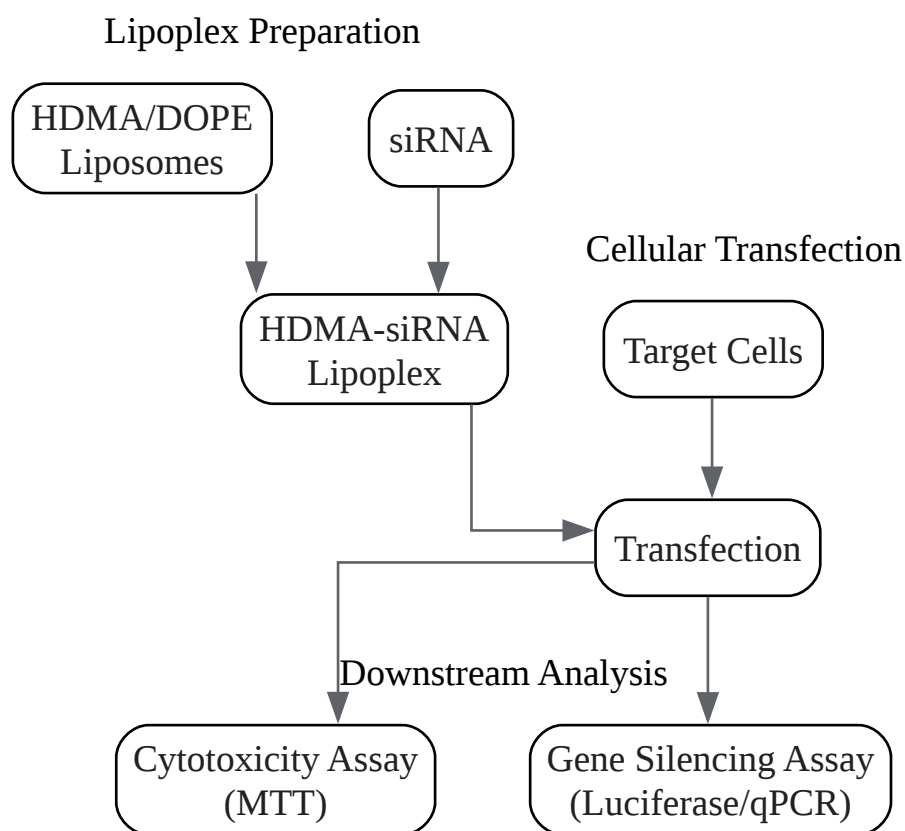 Lipoplex Preparation
HDMA/DOPE
Liposomes
siRNA
HDMA-siRNA
Lipoplex
Cellular Transfection
Target Cells
Transfection
Downstream Analysis
Cytotoxicity Assay
(MTT)
Gene Silencing Assay
(Luciferase/qPCR)